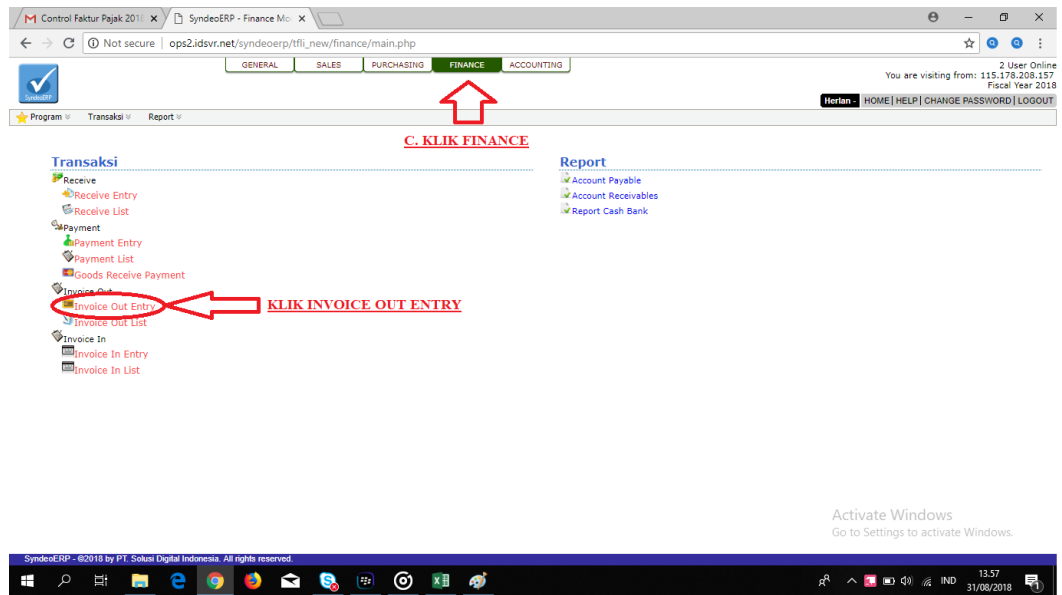 Control Faktur Pajak 2018
SyndeoERP - Finance Mo
Not secure | ops2.idsvr.net/syndeoerp/tfli_new/finance/main.php
GENERAL SALES PURCHASING FINANCE ACCOUNTING
2 User Online
You are visiting from: 115.178.208.157
Fiscal Year 2018
SyndeoERP
Herlan - HOME | HELP | CHANGE PASSWORD | LOGOUT
Program Transaksi Report
C. KLIK FINANCE
Transaksi
Receive
Receive Entry
Receive List
Payment
Payment Entry
Payment List
Goods Receive Payment
Invoice Out
Invoice Out Entry
KLIK INVOICE OUT ENTRY
Invoice Out List
Invoice In
Invoice In Entry
Invoice In List
Report
Account Payable
Account Receivables
Report Cash Bank
Activate Windows
Go to Settings to activate Windows.
SyndeoERP - ©2018 by PT. Solusi Digital Indonesia. All rights reserved.
IND
13.57
31/08/2018